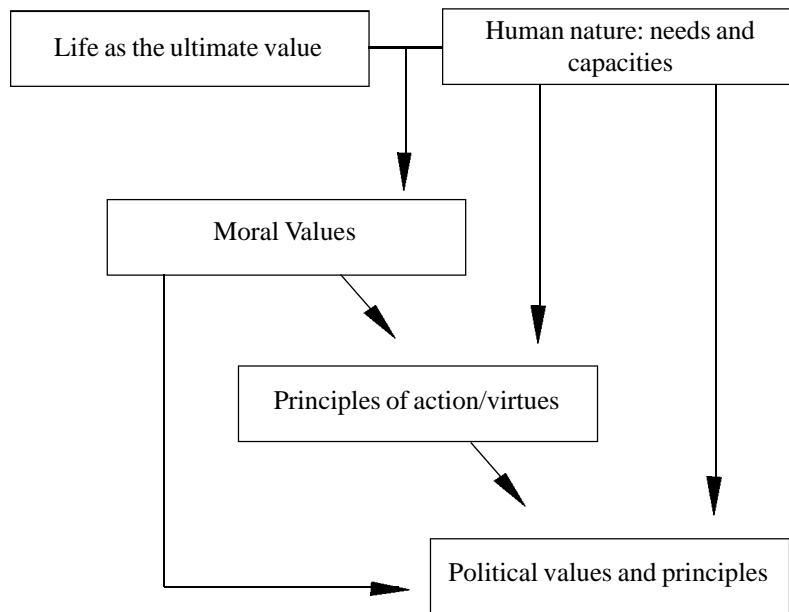 Life as the ultimate value
Human nature: needs and
capacities
Moral Values
Principles of action/virtues
Political values and principles